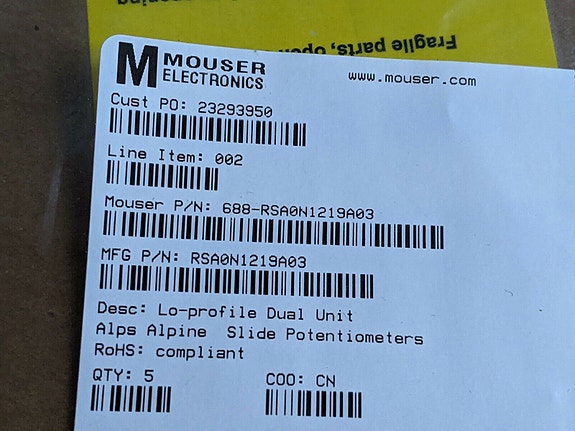 Fragile parts, open
MOUSER
ELECTRONICS
www.mouser.com
Cust PO: 23293950
Line Item: 002
Mouser P/N: 688-RSA0N1219A03
MFG P/N: RSA0N1219A03
Desc: Lo-profile Dual Unit
Alps Alpine Slide Potentiometers
RoHS: compliant
QTY: 5 COO: CN